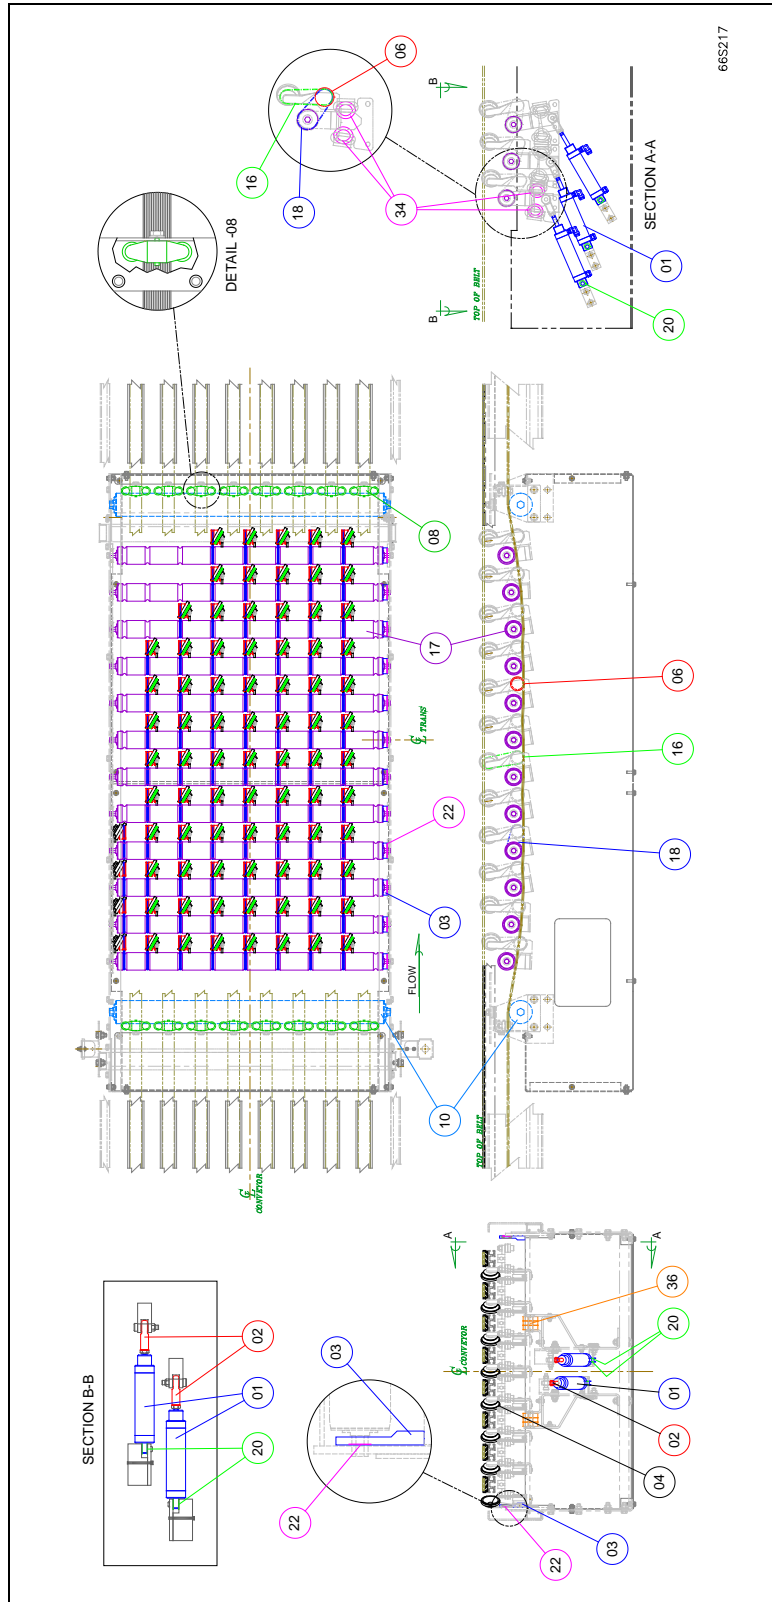 SECTION B-B
02
01
20
22
03
A
A
℄ CONVEYOR
36
20
01
02
04
03
22
DETAIL -08
08
17
22
03
FLOW
10
℄ TRANS
℄
CONVEYOR
TOP OF BELT
06
16
18
16
18
06
34
B
B
TOP OF BELT
SECTION A-A
01
20
66S217